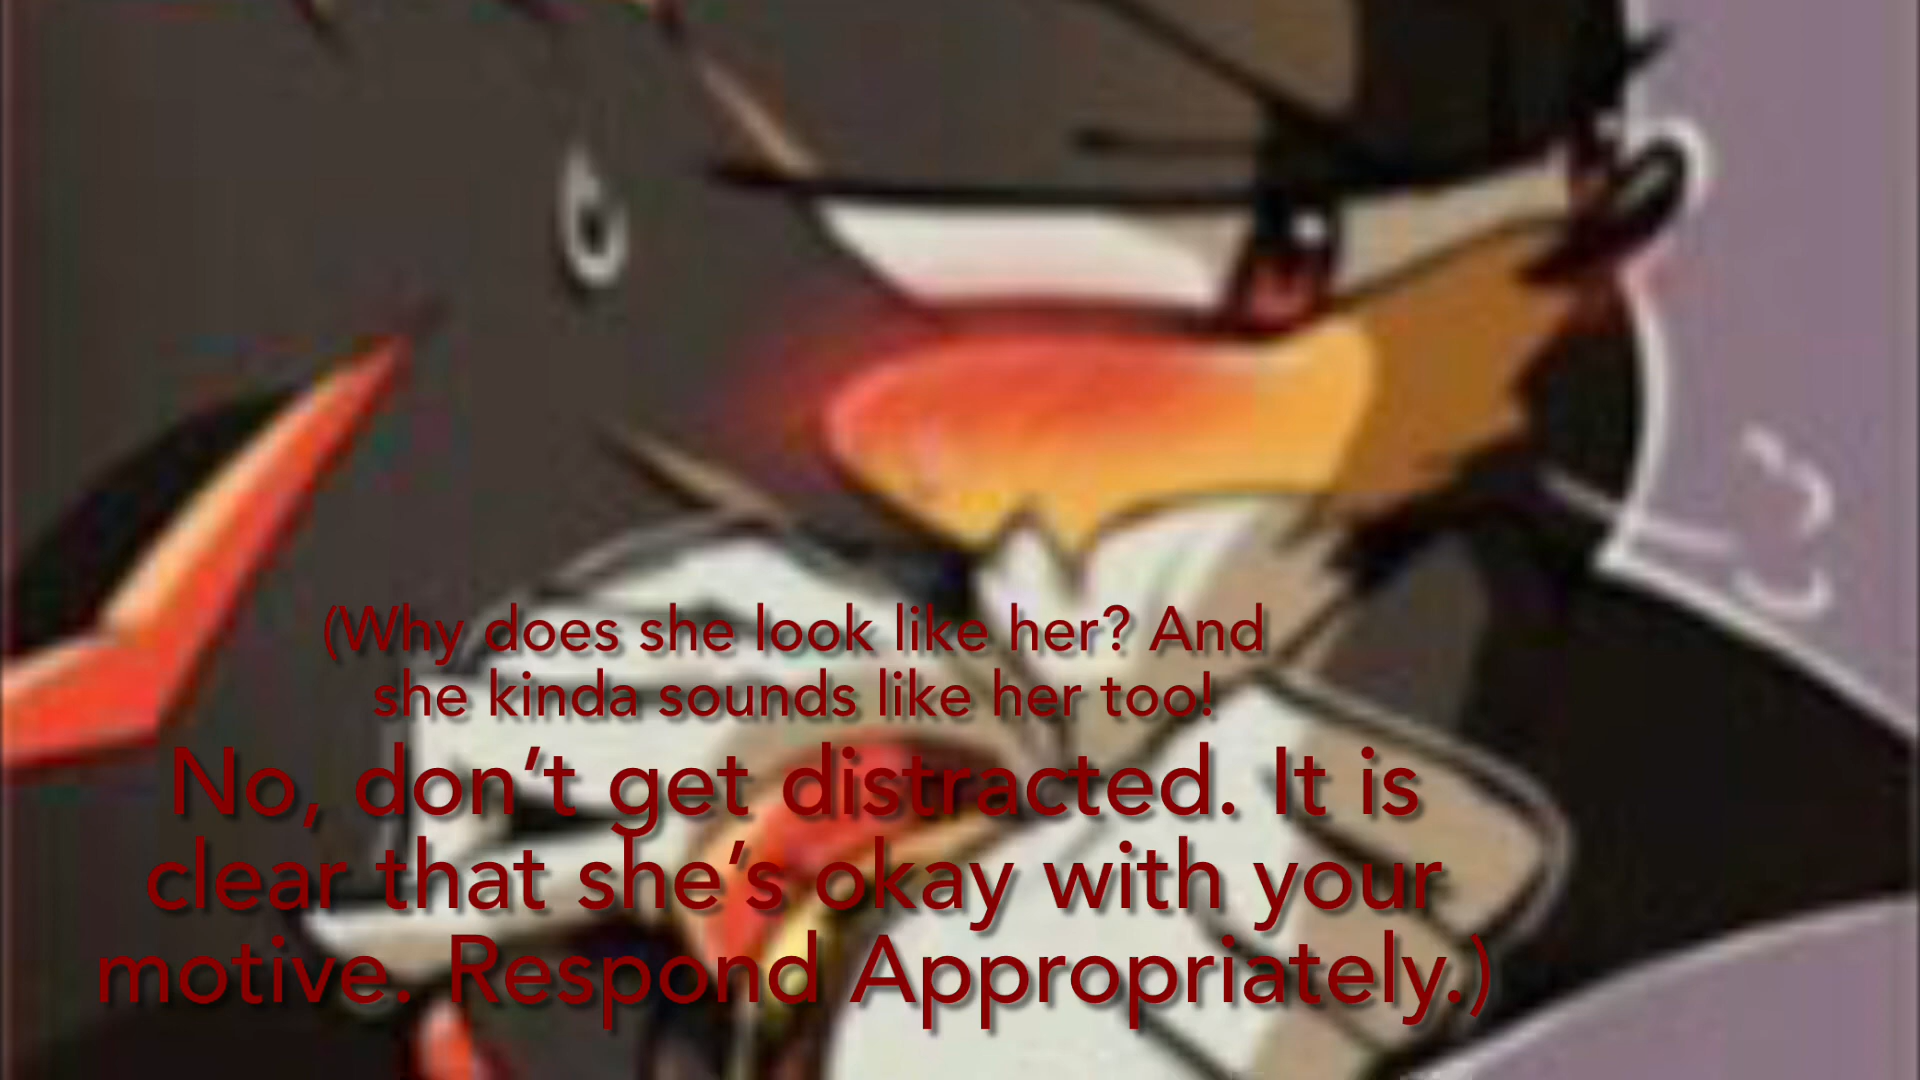 (Why does she look like her? And
she kinda sounds like her too!
No, don’t get distracted. It is
clear that she’s okay with your
motive. Respond Appropriately.)